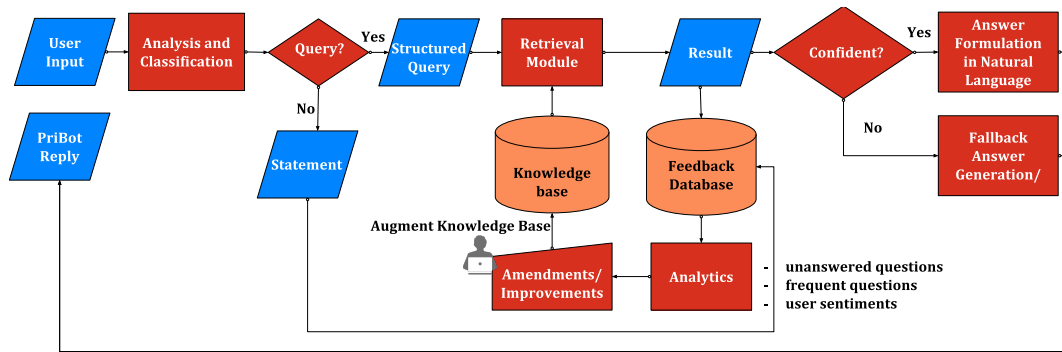 User
Input
Analysis and
Classification
Query?
Yes
Structured
Query
Retrieval
Module
Result
Confident?
Yes
Answer
Formulation
in Natural
Language
No
No
PriBot
Reply
Statement
Knowledge
base
Feedback
Database
Fallback
Answer
Generation/
Augment Knowledge Base
Amendments/
Improvements
Analytics
- unanswered questions
- frequent questions
- user sentiments